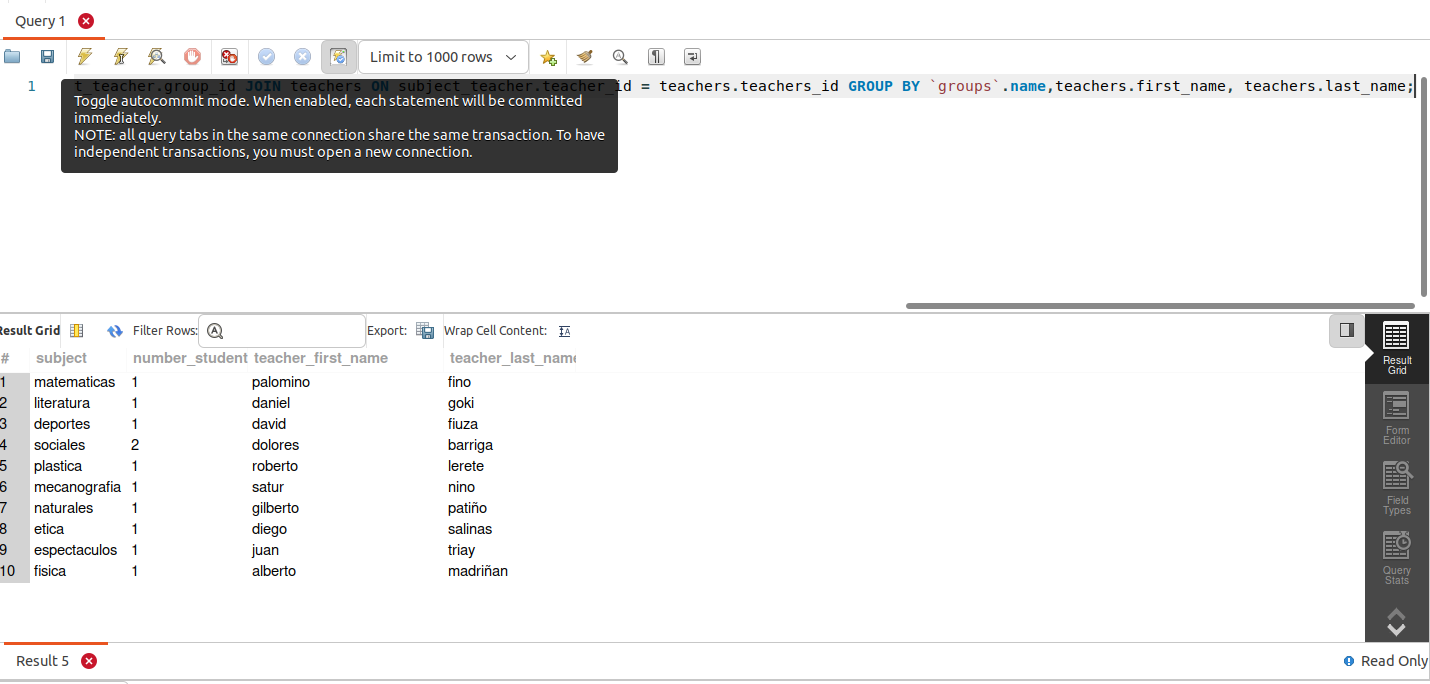 Query 1
Limit to 1000 rows
1 t_teacher.group_id JOIN teachers ON subject_teacher.teacher_id = teachers.teachers_id GROUP BY `groups`.name,teachers.first_name, teachers.last_name;
Toggle autocommit mode. When enabled, each statement will be committed
immediately.
NOTE: all query tabs in the same connection share the same transaction. To have
independent transactions, you must open a new connection.
Result Grid Filter Rows: Export: Wrap Cell Content:
# subject number_student teacher_first_name teacher_last_name
1 matematicas 1 palomino fino
2 literatura 1 daniel goki
3 deportes 1 david fiuza
4 sociales 2 dolores barriga
5 plastica 1 roberto lerete
6 mecanografia 1 satur nino
7 naturales 1 gilberto patiño
8 etica 1 diego salinas
9 espectaculos 1 juan triay
10 fisica 1 alberto madriñan
Result
Grid
Form
Editor
Field
Types
Query
Stats
Result 5
Read Only